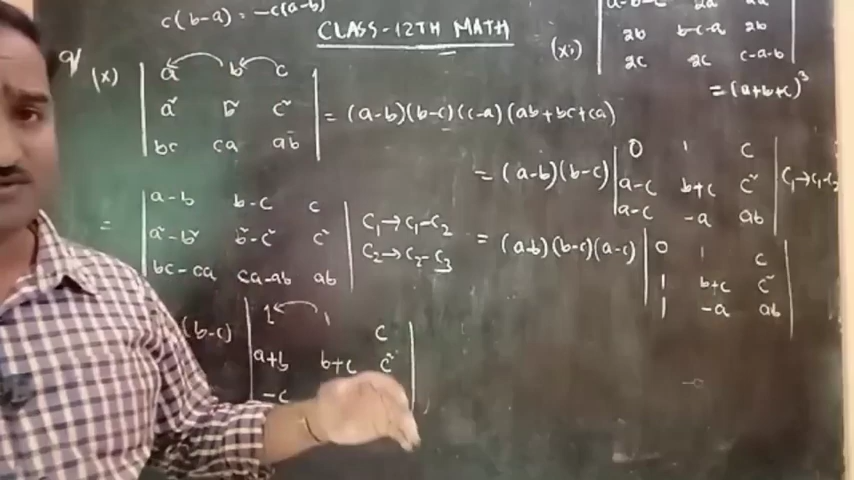 c(b-a) = -c(a-b)
CLASS-12TH MATH
q/ (x) | a b c |
| a² b² c² | = (a-b)(b-c)(c-a)(ab+bc+ca)
| bc ca ab |
= | a-b b-c c |
| a²-b² b²-c² c² | C₁→C₁-C₂
| bc-ca ca-ab ab | C₂→C₂-C₃
(b-c) | 1 1 c |
| a+b b+c c² |
| -c
(xi) | a-b-c 2a 2a |
| 2b b-c-a 2b |
| 2c 2c c-a-b |
= (a+b+c)³
= (a-b)(b-c) | 0 1 c |
| a-c b+c c² | C₁→C₁-C₂
| a-c -a ab |
= (a-b)(b-c)(a-c) | 0 1 c |
| 1 b+c c² |
| 1 -a ab |